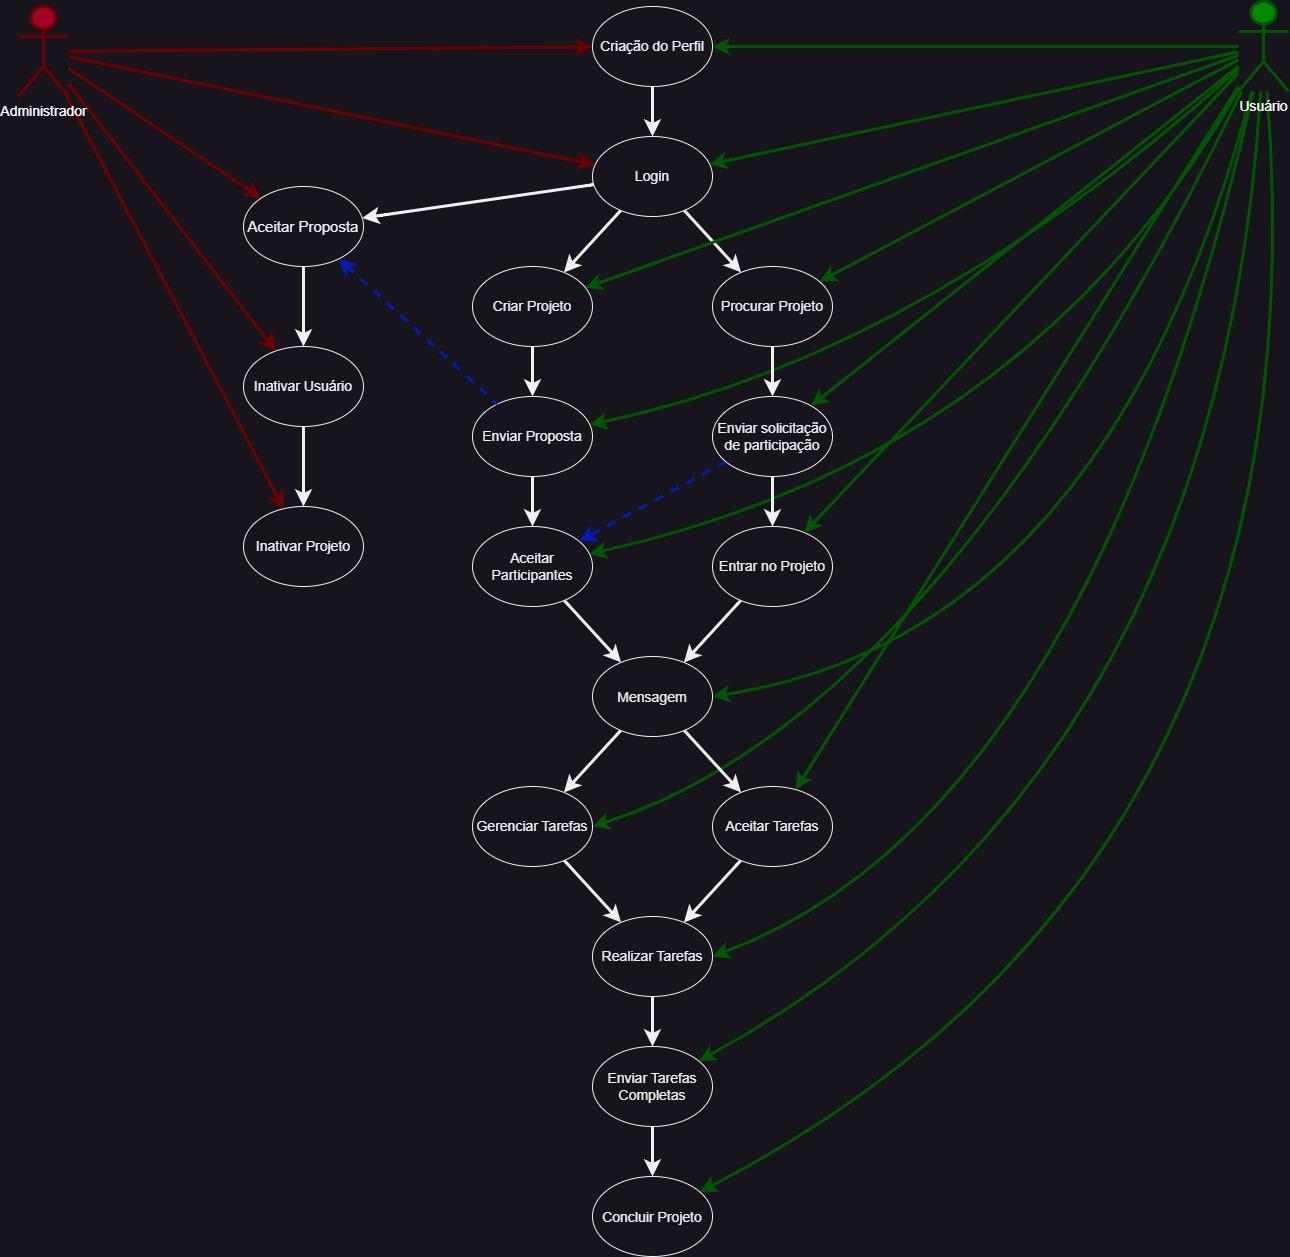 Criação do Perfil
Administrador
Usuário
Login
Aceitar Proposta
Criar Projeto
Procurar Projeto
Inativar Usuário
Enviar Proposta
Enviar solicitação
de participação
Inativar Projeto
Aceitar
Participantes
Entrar no Projeto
Mensagem
Gerenciar Tarefas
Aceitar Tarefas
Realizar Tarefas
Enviar Tarefas
Completas
Concluir Projeto